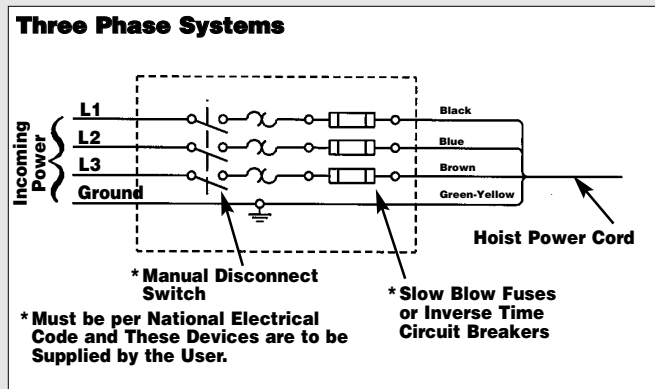 Three Phase Systems
Incoming
Power
L1
L2
L3
Ground
Black
Blue
Brown
Green-Yellow
Hoist Power Cord
*Manual Disconnect
Switch
*Slow Blow Fuses
or Inverse Time
Circuit Breakers
*Must be per National Electrical
Code and These Devices are to be
Supplied by the User.